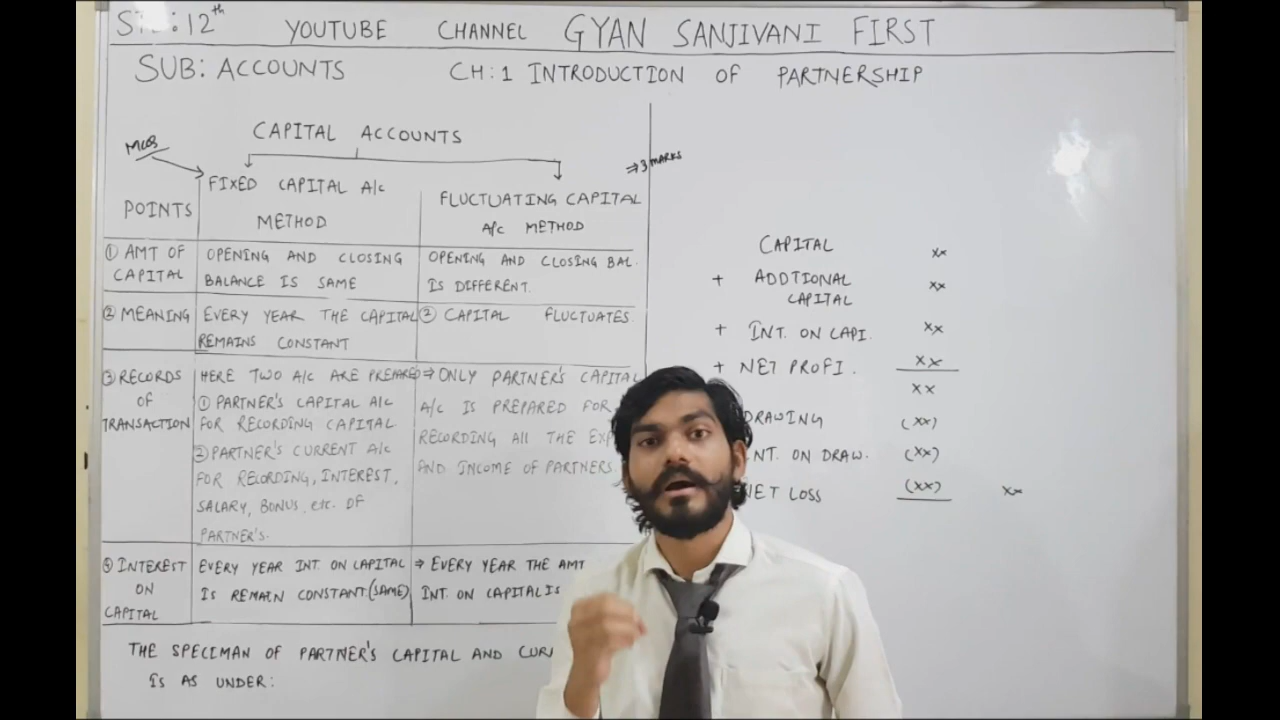 STD: 12th YOUTUBE CHANNEL GYAN SANJIVANI FIRST
SUB: ACCOUNTS CH: 1 INTRODUCTION OF PARTNERSHIP
CAPITAL ACCOUNTS
MCQS
⇒ 3 MARKS
POINTS
FIXED CAPITAL A/c
METHOD
FLUCTUATING CAPITAL
A/c METHOD
① AMT OF
CAPITAL
OPENING AND CLOSING
BALANCE IS SAME
OPENING AND CLOSING BAL.
IS DIFFERENT.
② MEANING
EVERY YEAR THE CAPITAL
REMAINS CONSTANT
② CAPITAL FLUCTUATES
③ RECORDS
OF
TRANSACTION
HERE TWO A/C ARE PREPARED
① PARTNER'S CAPITAL A/C
FOR RECORDING CAPITAL
② PARTNER'S CURRENT A/C
FOR RECORDING, INTEREST,
SALARY, BONUS, etc. OF
PARTNER'S.
⇒ ONLY PARTNER'S CAPITAL
A/C IS PREPARED FOR
RECORDING All THE EXP
AND INCOME OF PARTNERS.
INTEREST
ON
CAPITAL
EVERY YEAR INT. ON CAPITAL
IS REMAIN CONSTANT (SAME)
⇒ EVERY YEAR THE AMT
INT. ON CAPITAL IS
THE SPECIMAN OF PARTNER'S CAPITAL AND CURR
IS AS UNDER:
CAPITAL xx
+ ADDTIONAL xx
CAPITAL
+ INT. ON CAPI. xx
+ NET PROFI. xx
xx
DRAWING (xx)
INT. ON DRAW. (xx)
NET LOSS (xx) xx